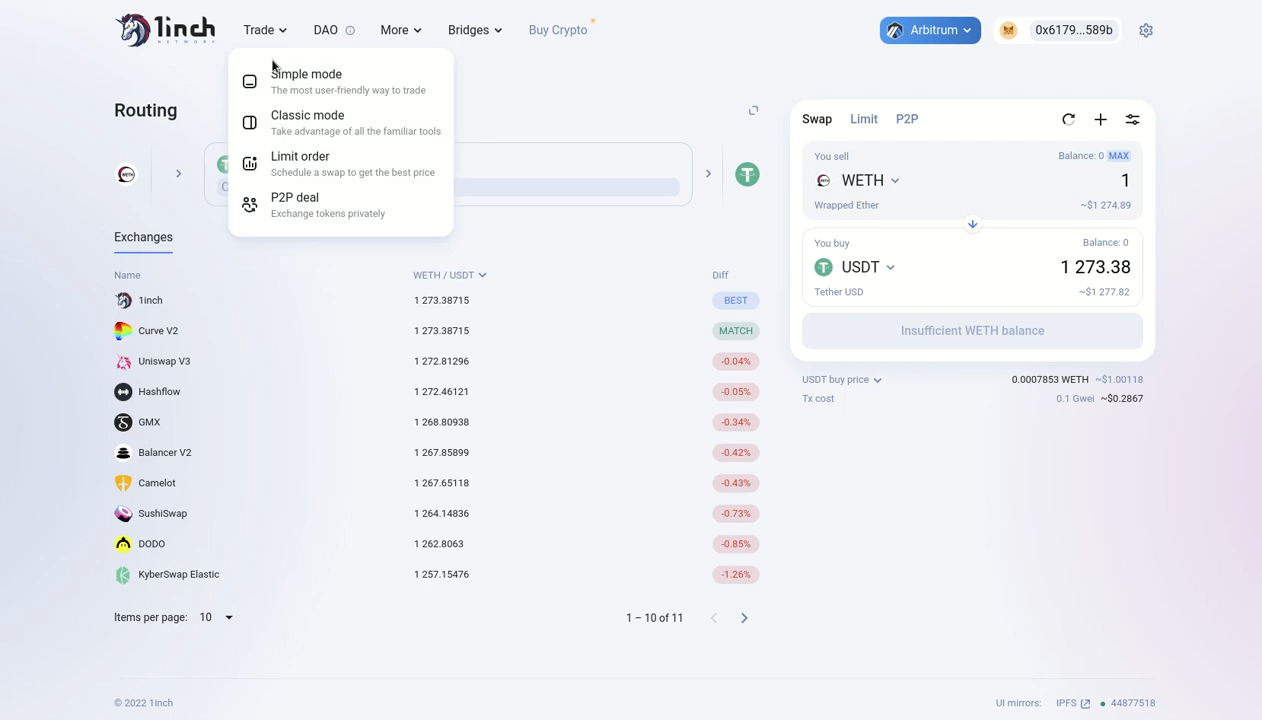 1inch
NETWORK
Trade
DAO
More
Bridges
Buy Crypto
Arbitrum
0x6179...589b
Simple mode
The most user-friendly way to trade
Classic mode
Take advantage of all the familiar tools
Limit order
Schedule a swap to get the best price
P2P deal
Exchange tokens privately
Routing
WETH
Exchanges
Name WETH / USDT Diff
1inch 1 273.38715 BEST
Curve V2 1 273.38715 MATCH
Uniswap V3 1 272.81296 -0.04%
Hashflow 1 272.46121 -0.05%
GMX 1 268.80938 -0.34%
Balancer V2 1 267.85899 -0.42%
Camelot 1 267.65118 -0.43%
SushiSwap 1 264.14836 -0.73%
DODO 1 262.8063 -0.85%
KyberSwap Elastic 1 257.15476 -1.26%
Items per page: 10
1 – 10 of 11
Swap Limit P2P
You sell Balance: 0 MAX
WETH WETH 1
Wrapped Ether ~$1 274.89
You buy Balance: 0
USDT 1 273.38
Tether USD ~$1 277.82
Insufficient WETH balance
USDT buy price 0.0007853 WETH ~$1.00118
Tx cost 0.1 Gwei ~$0.2867
© 2022 1inch
UI mirrors: IPFS 44877518